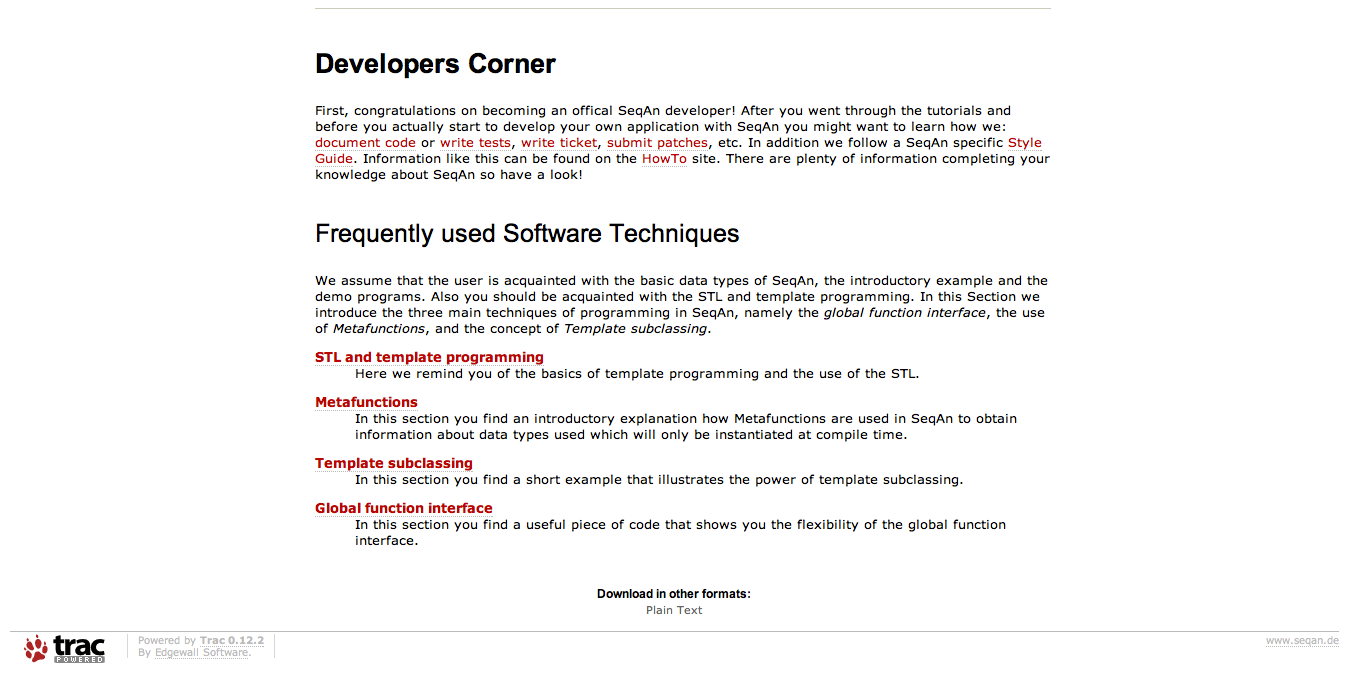 Developers Corner
First, congratulations on becoming an offical SeqAn developer! After you went through the tutorials and
before you actually start to develop your own application with SeqAn you might want to learn how we:
document code or write tests, write ticket, submit patches, etc. In addition we follow a SeqAn specific Style
Guide. Information like this can be found on the HowTo site. There are plenty of information completing your
knowledge about SeqAn so have a look!
Frequently used Software Techniques
We assume that the user is acquainted with the basic data types of SeqAn, the introductory example and the
demo programs. Also you should be acquainted with the STL and template programming. In this Section we
introduce the three main techniques of programming in SeqAn, namely the global function interface, the use
of Metafunctions, and the concept of Template subclassing.
STL and template programming
Here we remind you of the basics of template programming and the use of the STL.
Metafunctions
In this section you find an introductory explanation how Metafunctions are used in SeqAn to obtain
information about data types used which will only be instantiated at compile time.
Template subclassing
In this section you find a short example that illustrates the power of template subclassing.
Global function interface
In this section you find a useful piece of code that shows you the flexibility of the global function
interface.
Download in other formats:
Plain Text
trac
POWERED
Powered by Trac 0.12.2
By Edgewall Software.
www.seqan.de